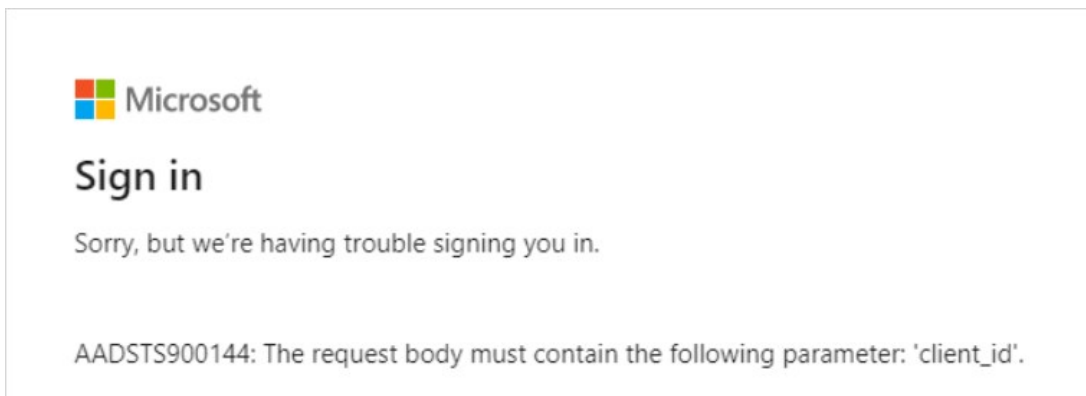 Microsoft
Sign in
Sorry, but we're having trouble signing you in.
AADSTS900144: The request body must contain the following parameter: 'client_id'.